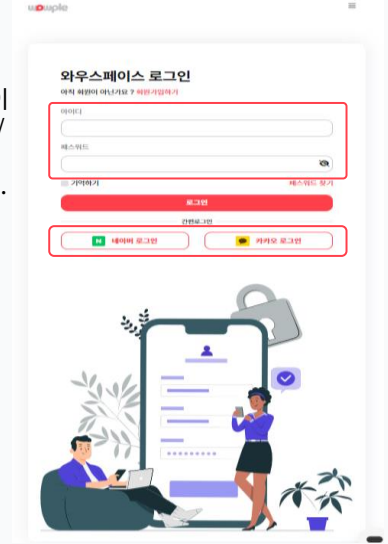 wowple
와우스페이스 로그인
아직 회원이 아닌가요 ? 회원가입하기
아이디
패스워드
기억하기
패스워드 찾기
로그인
간편로그인
N 네이버 로그인
카카오 로그인
/
.